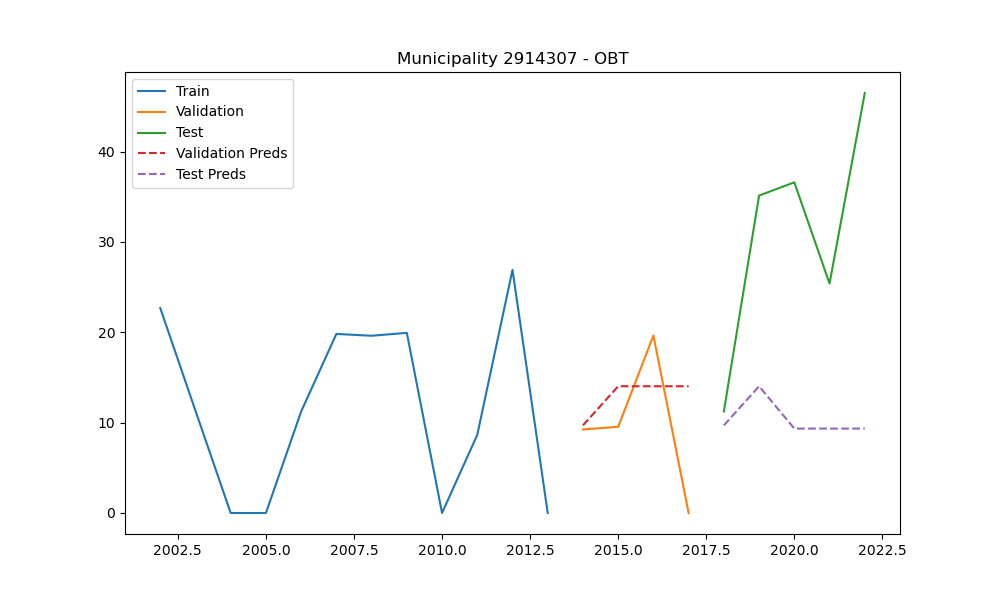 Municipality 2914307 - OBT
Train
Validation
Test
Validation Preds
Test Preds
40
30
20
10
0
2002.5 2005.0 2007.5 2010.0 2012.5 2015.0 2017.5 2020.0 2022.5